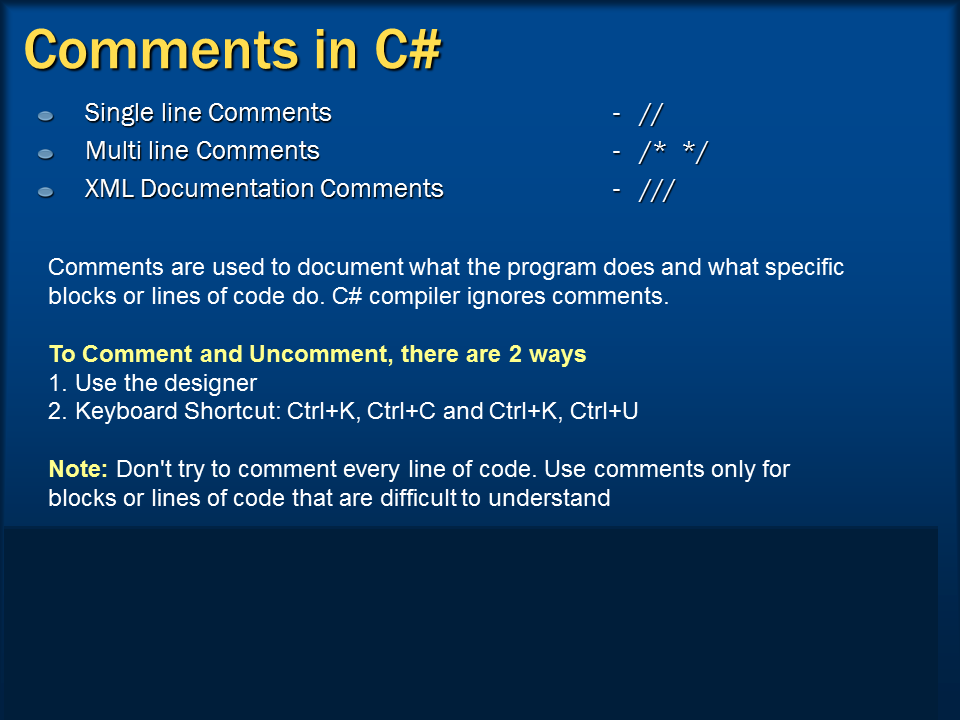 Comments in C#
Single line Comments - //
Multi line Comments - /* */
XML Documentation Comments - ///
Comments are used to document what the program does and what specific
blocks or lines of code do. C# compiler ignores comments.
To Comment and Uncomment, there are 2 ways
1. Use the designer
2. Keyboard Shortcut: Ctrl+K, Ctrl+C and Ctrl+K, Ctrl+U
Note: Don't try to comment every line of code. Use comments only for
blocks or lines of code that are difficult to understand